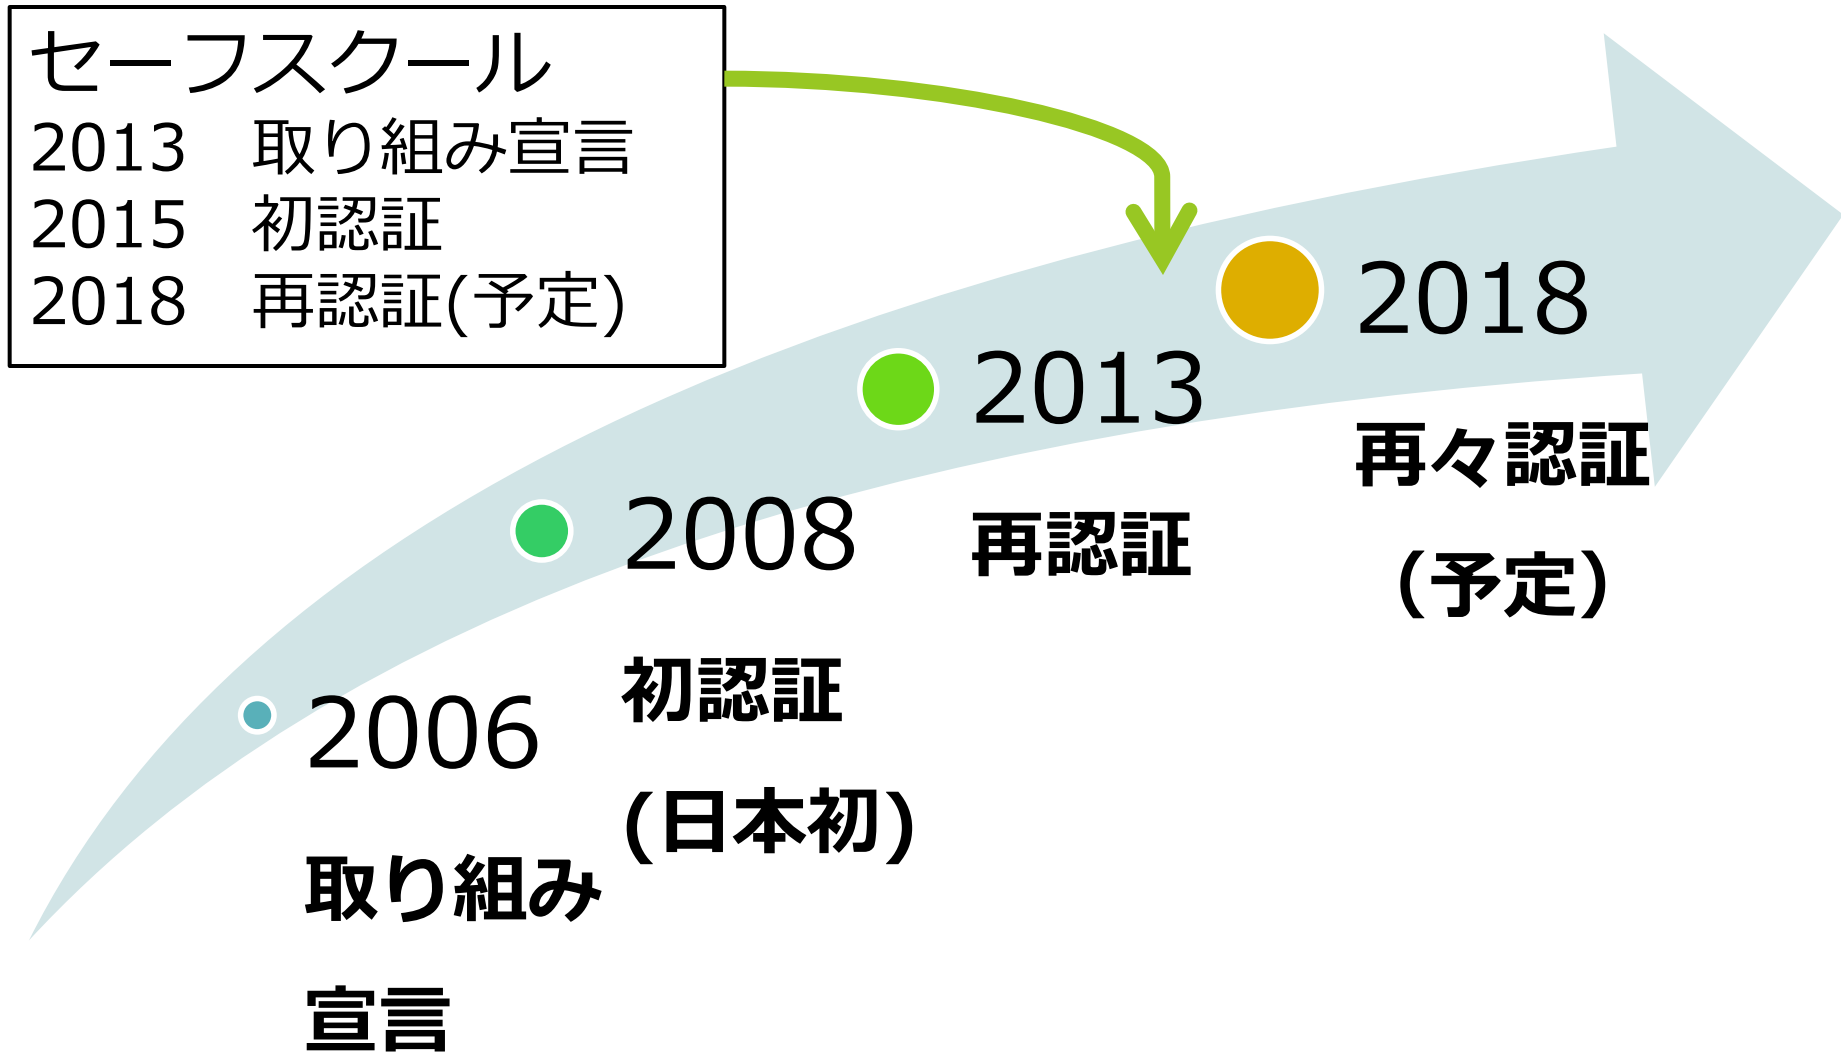 セーフスクール
2013　取り組み宣言
2015　初認証
2018　再認証(予定)
2006
取り組み
宣言
2008
初認証
(日本初)
2013
再認証
2018
再々認証
（予定）